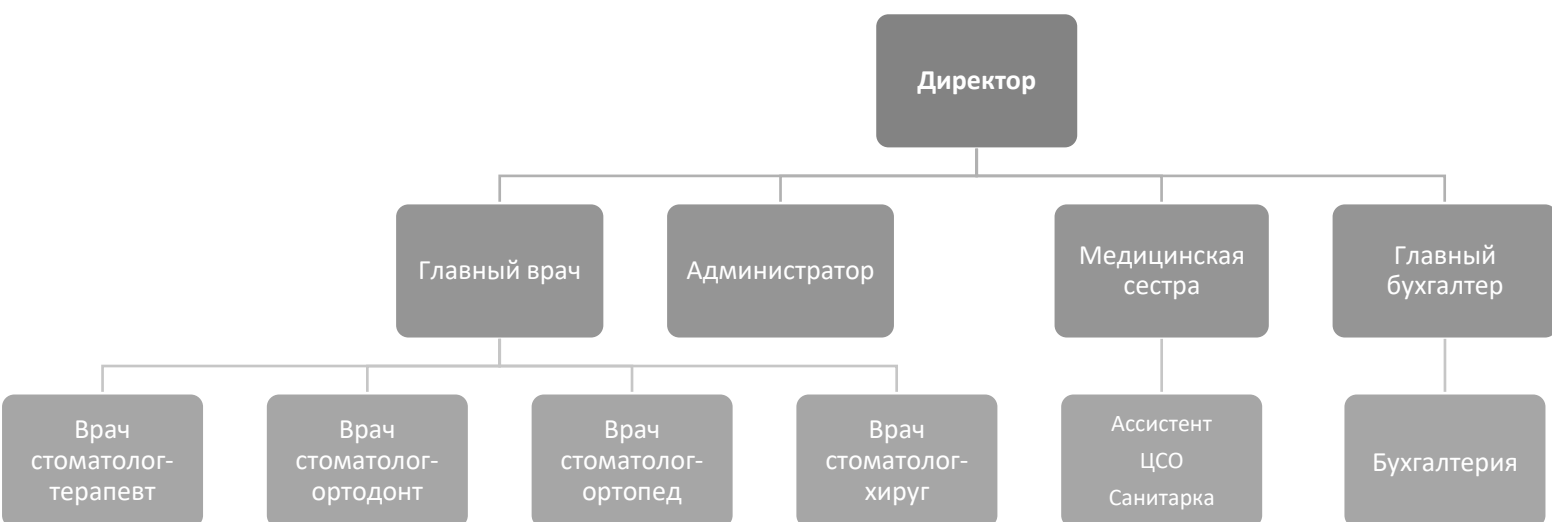 Директор
Главный врач
Администратор
Медицинская
сестра
Главный
бухгалтер
Врач
стоматолог-
терапевт
Врач
стоматолог-
ортодонт
Врач
стоматолог-
ортопед
Врач
стоматолог-
хируг
Ассистент
ЦСО
Санитарка
Бухгалтерия